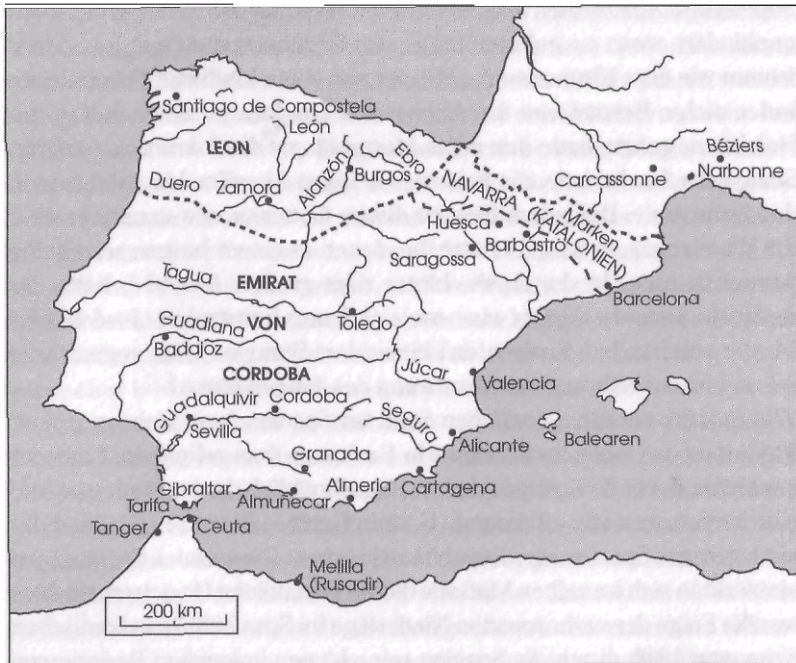 Santiago de Compostela
León
LEON
Alanzón
Ebro
Burgos
Duero
Zamora
NAVARRA
Marken
(KATALONIEN)
Huesca
Barbastro
Carcassonne
Béziers
Narbonne
Saragossa
Barcelona
Tagua
EMIRAT
Toledo
Guadiana
VON
Badajoz
CORDOBA
Júcar
Valencia
Guadalquivir
Cordoba
Segura
Sevilla
Alicante
Balearen
Granada
Gibraltar
Almunecar
Almeria
Cartagena
Tarifa
Tanger
Ceuta
Melilla
(Rusadir)
200 km